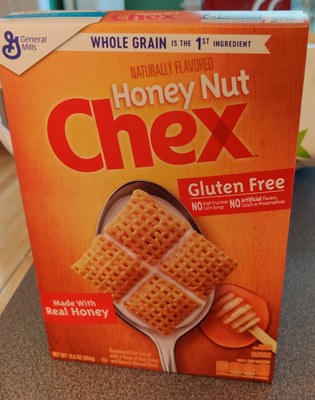 General
Mills
WHOLE GRAIN IS THE 1ST INGREDIENT
NATURALLY FLAVORED
Honey Nut
Chex
Gluten Free
NO High Fructose Corn Syrup NO Artificial Flavors, Colors or Preservatives
Made With
Real Honey